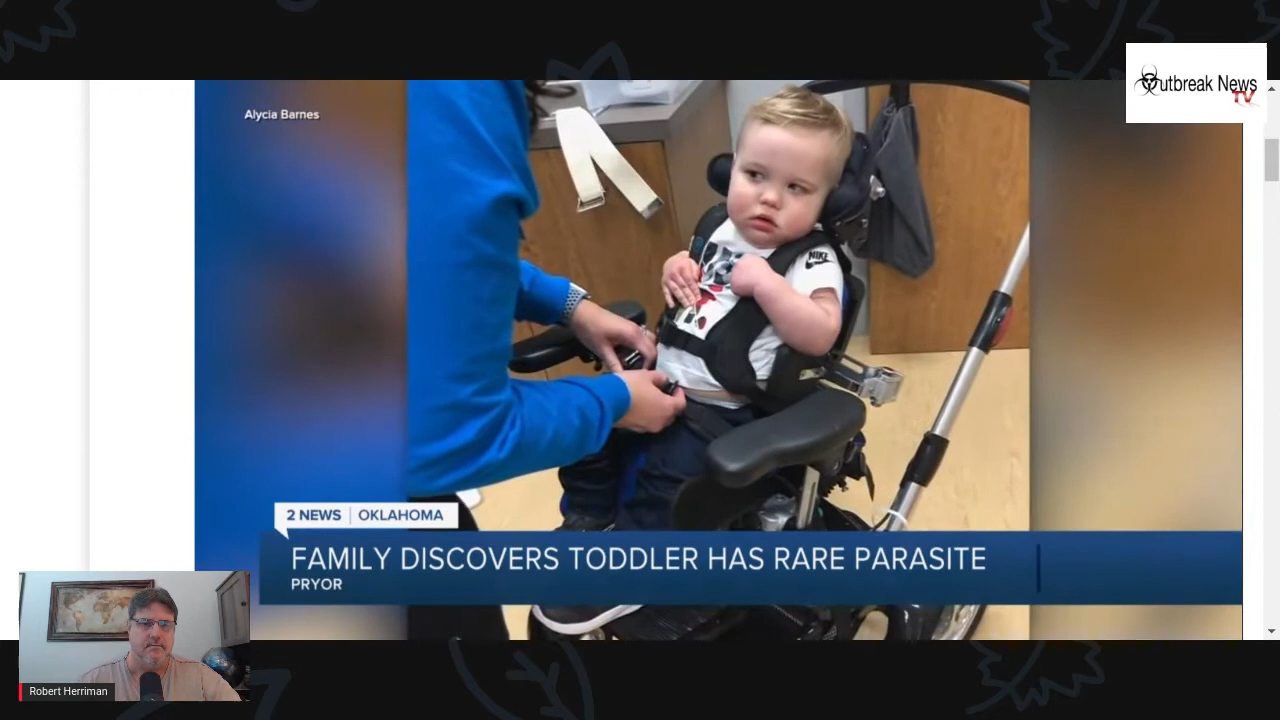 Alycia Barnes
Outbreak News
TV
NIKE
2 NEWS | OKLAHOMA
FAMILY DISCOVERS TODDLER HAS RARE PARASITE
PRYOR
Robert Herriman